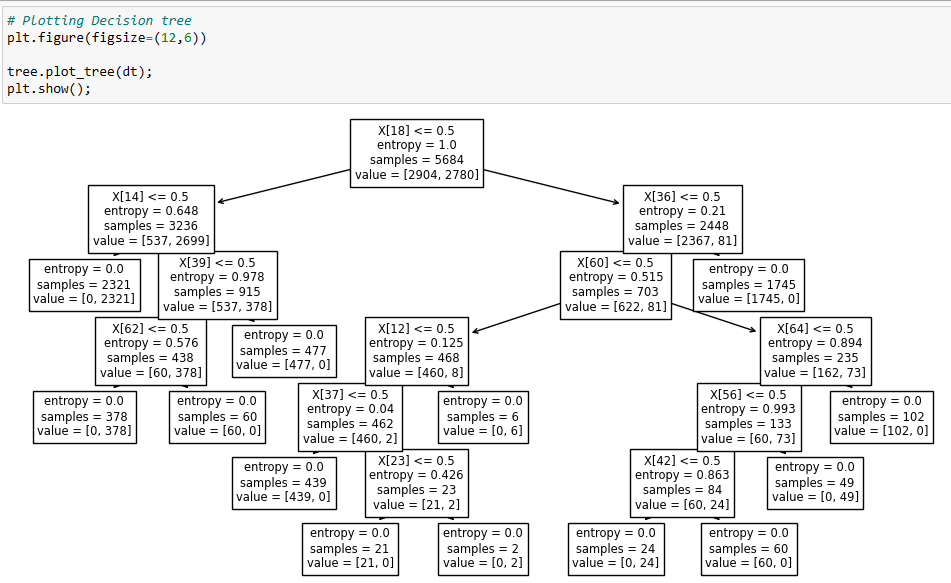 # Plotting Decision tree
plt.figure(figsize=(12,6))
tree.plot_tree(dt);
plt.show();
X[18] <= 0.5
entropy = 1.0
samples = 5684
value = [2904, 2780]
X[14] <= 0.5
entropy = 0.648
samples = 3236
value = [537, 2699]
X[36] <= 0.5
entropy = 0.21
samples = 2448
value = [2367, 81]
entropy = 0.0
samples = 2321
value = [0, 2321]
X[39] <= 0.5
entropy = 0.978
samples = 915
value = [537, 378]
X[60] <= 0.5
entropy = 0.515
samples = 703
value = [622, 81]
entropy = 0.0
samples = 1745
value = [1745, 0]
X[62] <= 0.5
entropy = 0.576
samples = 438
value = [60, 378]
entropy = 0.0
samples = 477
value = [477, 0]
X[12] <= 0.5
entropy = 0.125
samples = 468
value = [460, 8]
X[64] <= 0.5
entropy = 0.894
samples = 235
value = [162, 73]
entropy = 0.0
samples = 378
value = [0, 378]
entropy = 0.0
samples = 60
value = [60, 0]
X[37] <= 0.5
entropy = 0.04
samples = 462
value = [460, 2]
entropy = 0.0
samples = 6
value = [0, 6]
X[56] <= 0.5
entropy = 0.993
samples = 133
value = [60, 73]
entropy = 0.0
samples = 102
value = [102, 0]
entropy = 0.0
samples = 439
value = [439, 0]
X[23] <= 0.5
entropy = 0.426
samples = 23
value = [21, 2]
X[42] <= 0.5
entropy = 0.863
samples = 84
value = [60, 24]
entropy = 0.0
samples = 49
value = [0, 49]
entropy = 0.0
samples = 21
value = [21, 0]
entropy = 0.0
samples = 2
value = [0, 2]
entropy = 0.0
samples = 24
value = [0, 24]
entropy = 0.0
samples = 60
value = [60, 0]